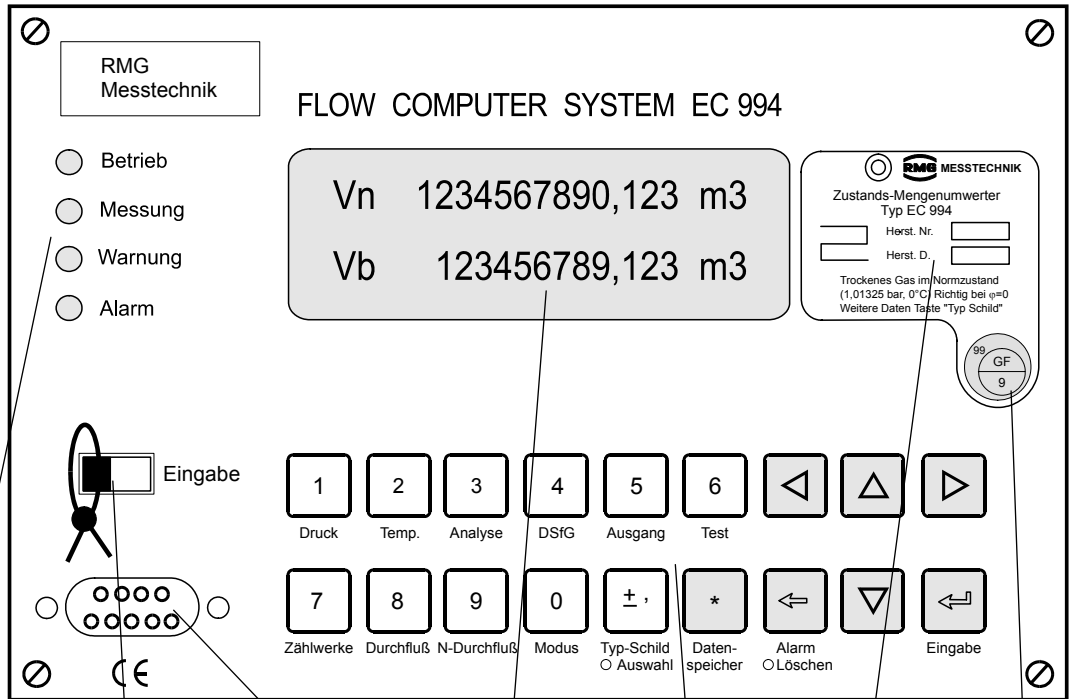 RMG
Messtechnik
FLOW COMPUTER SYSTEM EC 994
Betrieb
Messung
Warnung
Alarm
Vn 1234567890,123 m3
Vb 123456789,123 m3
RMG MESSTECHNIK
Zustands-Mengenumwerter
Typ EC 994
Herst. Nr.
Herst. D.
Trockenes Gas im Normzustand
(1,01325 bar, 0°C) Richtig bei φ=0
Weitere Daten Taste "Typ Schild"
99
GF
9
Eingabe
1 2 3 4 5 6
Druck Temp. Analyse DSfG Ausgang Test
7 8 9 0 ± , *
Zählwerke Durchfluß N-Durchfluß Modus Typ-Schild Daten- Alarm Eingabe
Auswahl speicher Löschen
CE